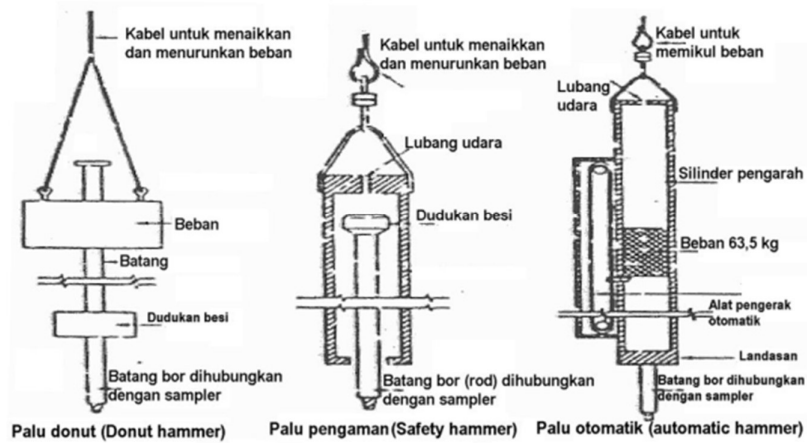 Kabel untuk menaikkan
dan menurunkan beban
Beban
Batang
Dudukan besi
Batang bor dihubungkan
dengan sampler
Palu donut (Donut hammer)
Kabel untuk menaikkan
dan menurunkan beban
Lubang udara
Dudukan besi
Batang bor (rod) dihubungkan
dengan sampler
Palu pengaman (Safety hammer)
Kabel untuk
memikul beban
Lubang
udara
Silinder pengarah
Beban 63,5 kg
Alat pengerak
otomatik
Landasan
Batang bor dihubungkan
dengan sampler
Palu otomatik (automatic hammer)